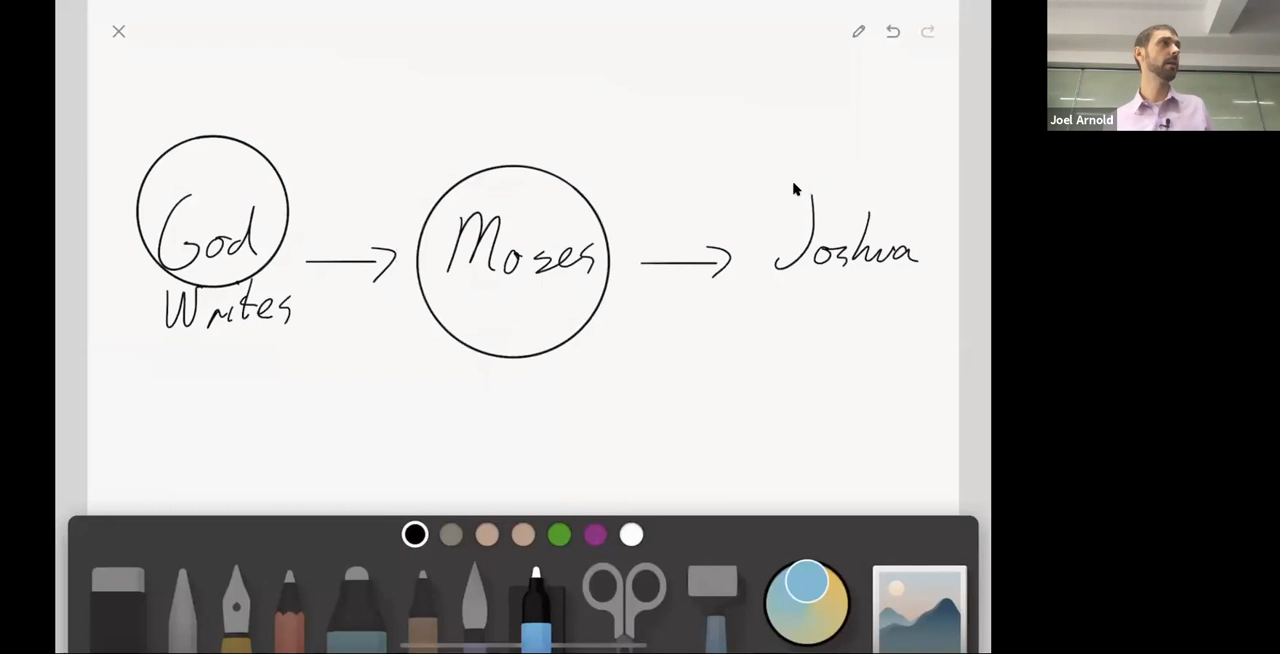 God → Moses → Joshua
Writes
Joel Arnold